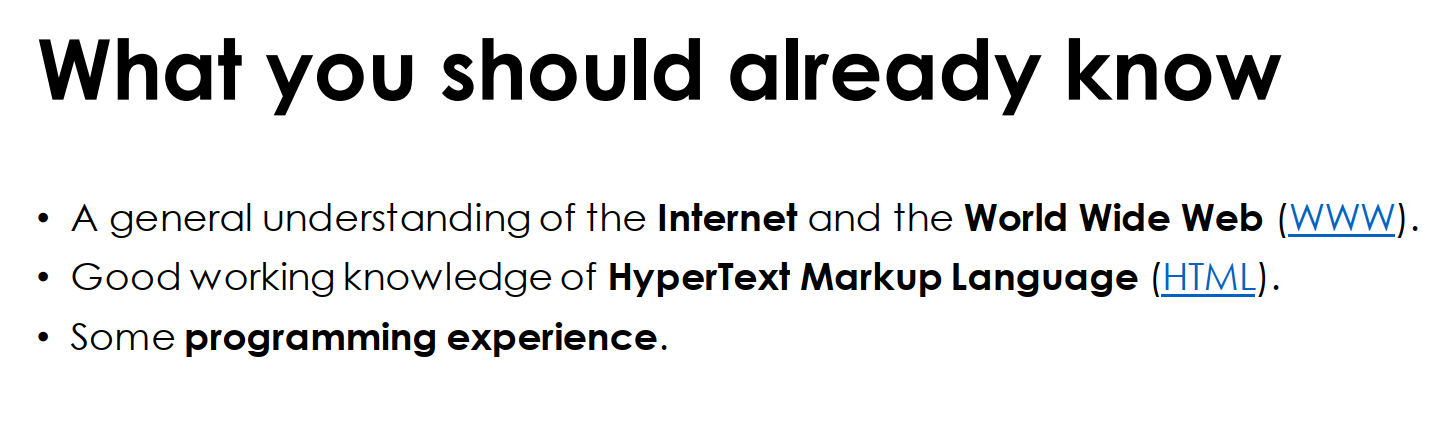 What you should already know
• A general understanding of the Internet and the World Wide Web (WWW).
• Good working knowledge of HyperText Markup Language (HTML).
• Some programming experience.